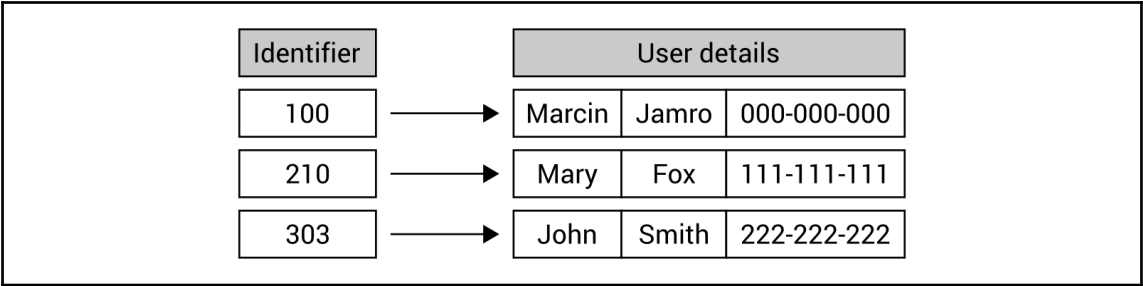 Identifier User details
100 Marcin Jamro 000-000-000
210 Mary Fox 111-111-111
303 John Smith 222-222-222